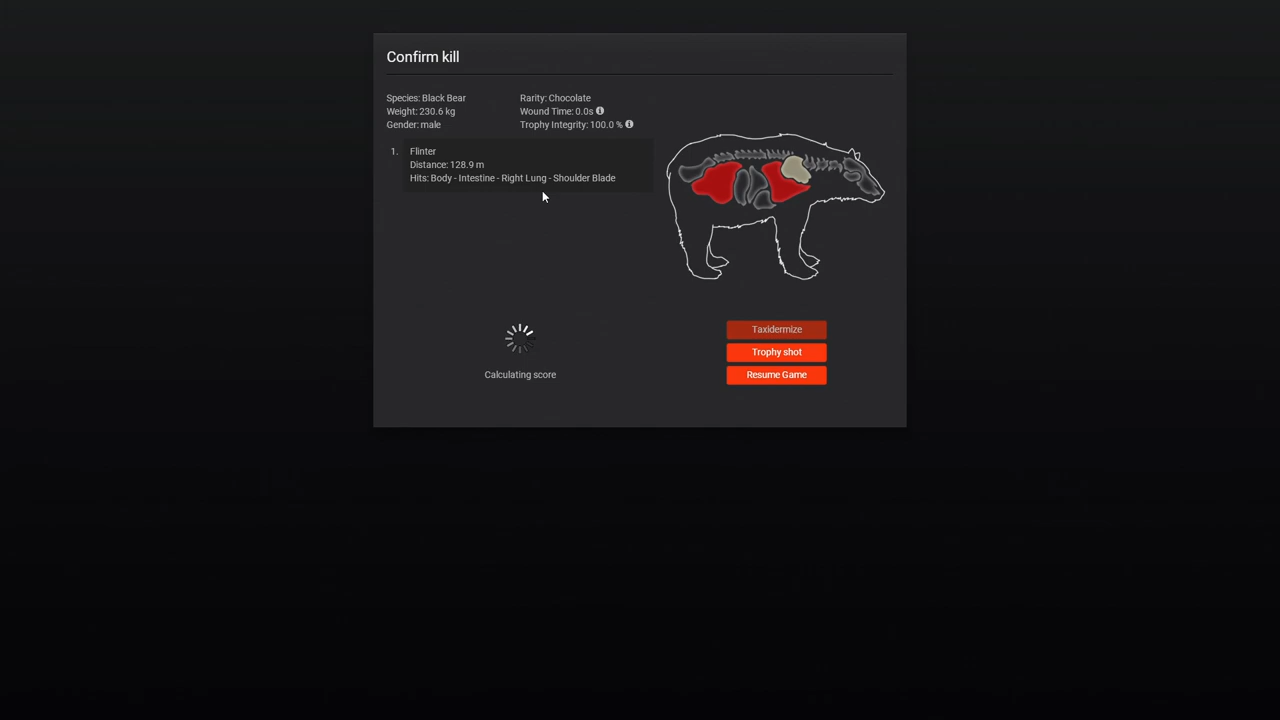 Confirm kill
Species: Black Bear
Rarity: Chocolate
Weight: 230.6 kg
Wound Time: 0.0s
Gender: male
Trophy Integrity: 100.0 %
1. Flinter
Distance: 128.9 m
Hits: Body - Intestine - Right Lung - Shoulder Blade
Calculating score
Taxidermize
Trophy shot
Resume Game